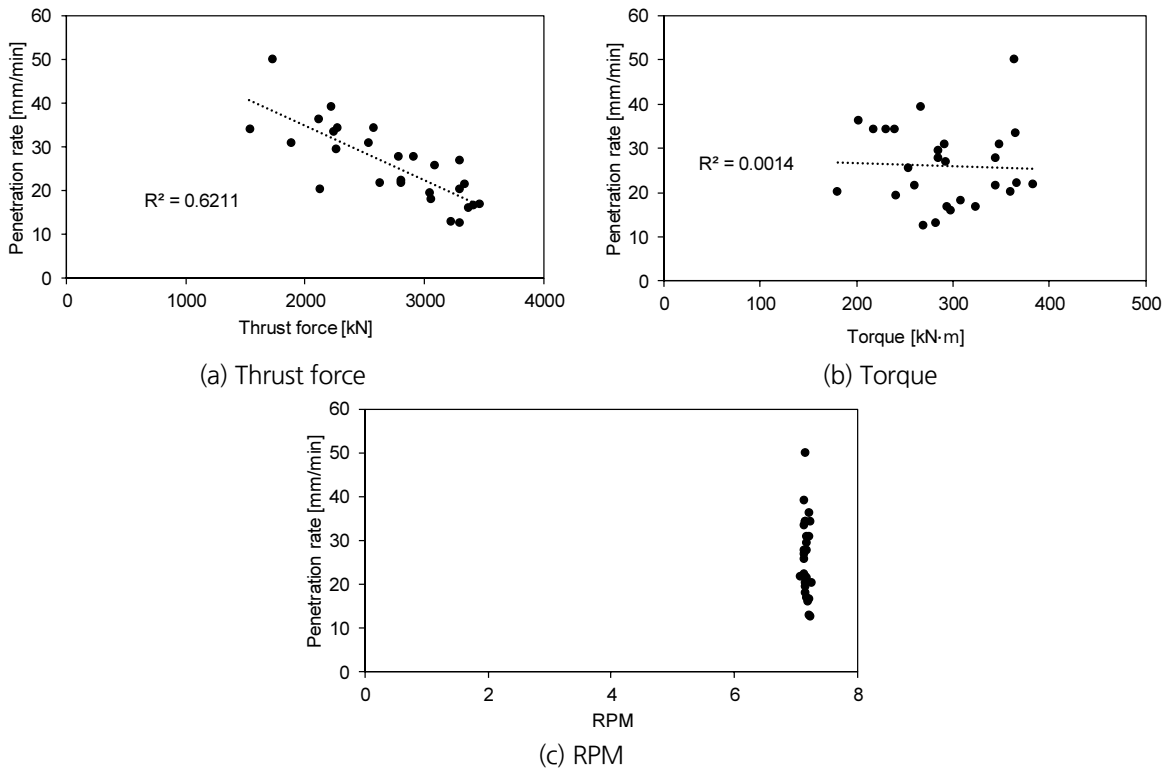 60
50
40
30
20
10
0
Penetration rate [mm/min]
R² = 0.6211
0 1000 2000 3000 4000
Thrust force [kN]
(a) Thrust force
60
50
40
30
20
10
0
Penetration rate [mm/min]
R² = 0.0014
0 100 200 300 400 500
Torque [kN·m]
(b) Torque
60
50
40
30
20
10
0
Penetration rate [mm/min]
0 2 4 6 8
RPM
(c) RPM